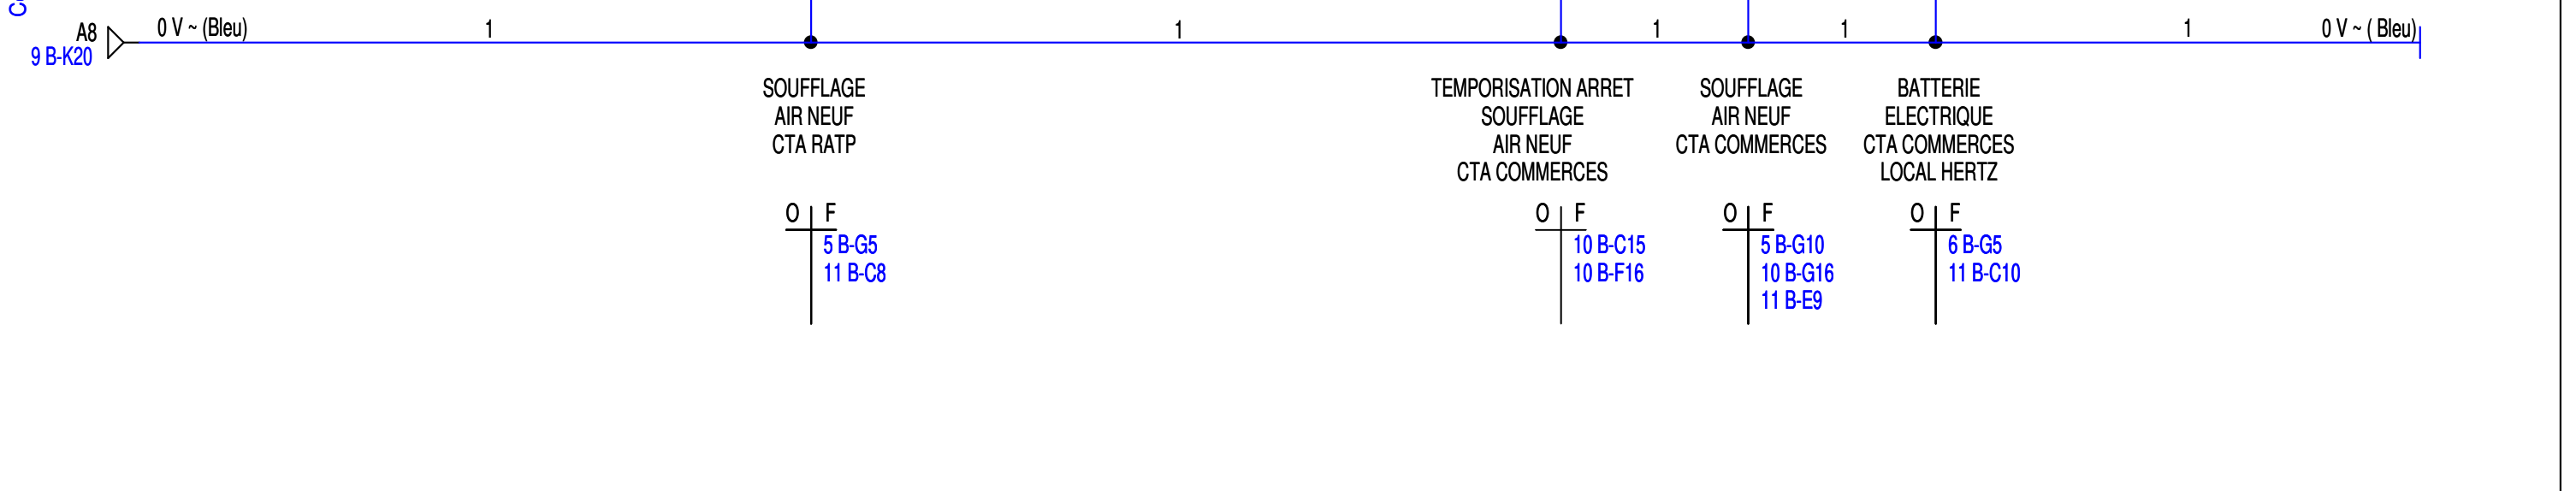 A8
9 B-K20
0 V ~ (Bleu)
1
1
1
1
1
0 V ~ ( Bleu)
SOUFFLAGE
AIR NEUF
CTA RATP
TEMPORISATION ARRET
SOUFFLAGE
AIR NEUF
CTA COMMERCES
SOUFFLAGE
AIR NEUF
CTA COMMERCES
BATTERIE
ELECTRIQUE
CTA COMMERCES
LOCAL HERTZ
O F
5 B-G5
11 B-C8
O F
10 B-C15
10 B-F16
O F
5 B-G10
10 B-G16
11 B-E9
O F
6 B-G5
11 B-C10